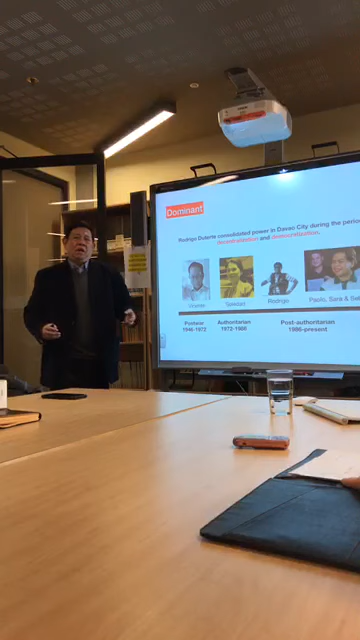 Dominant
Rodrigo Duterte consolidated power in Davao City during the period
decentralization and democratization.
Vicente
Soledad
Rodrigo
Paolo, Sara &
Postwar
1946-1972
Authoritarian
1972-1986
Post-authoritarian
1986-present